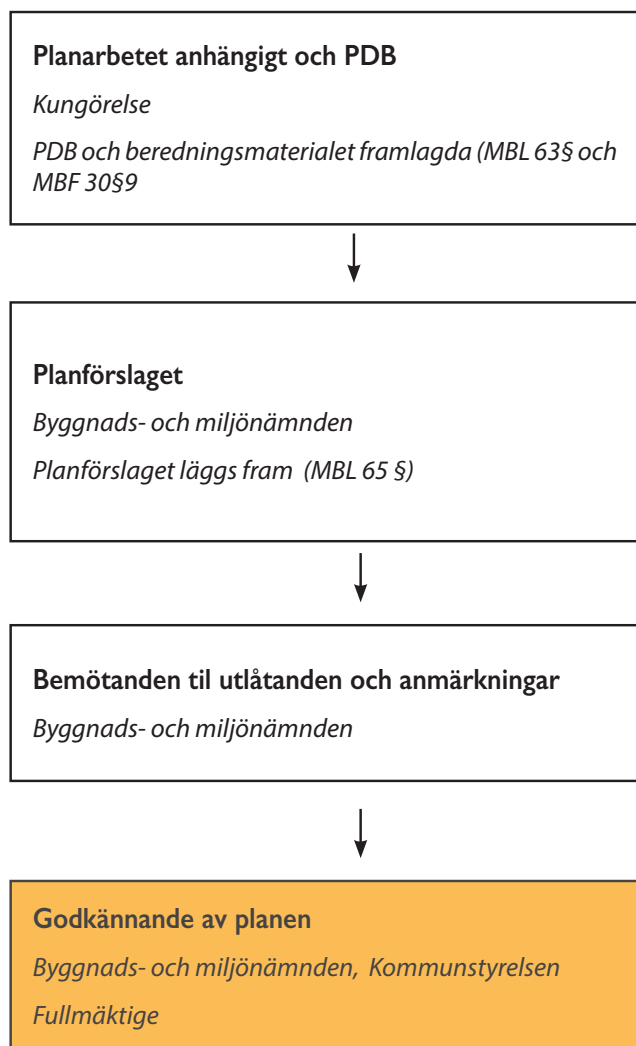 Planarbetet anhängigt och PDB
Kungörelse
PDB och beredningsmaterialet framlagda (MBL 63§ och
MBF 30§9
Planförslaget
Byggnads- och miljönämnden
Planförslaget läggs fram  (MBL 65 §)
Bemötanden til utlåtanden och anmärkningar
Byggnads- och miljönämnden
Godkännande av planen
Byggnads- och miljönämnden,  Kommunstyrelsen
Fullmäktige